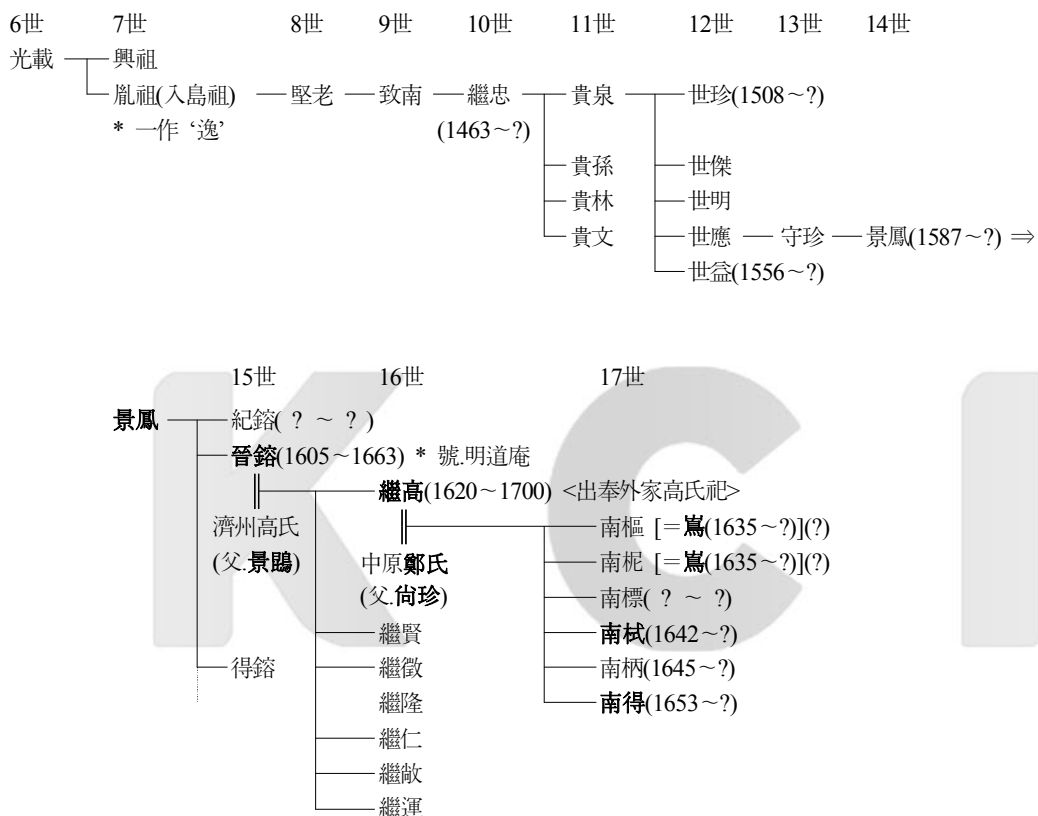 6世 7世 8世 9世 10世 11世 12世 13世 14世
光載 興祖
胤祖(入島祖) 堅老 致南 繼忠 貴泉 世珍(1508～?)
* 一作 ‘逸’ (1463～?)
貴孫 世傑
貴林 世明
貴文 世應 守珍 景鳳(1587～?) ⇒
世益(1556～?)
15世 16世 17世
景鳳 紀鎔( ? ～ ? )
晉鎔(1605～1663) * 號.明道庵
繼高(1620～1700) <出奉外家高氏祀>
濟州高氏 南樞 [=嶌(1635～?)](?)
(父.景鶠) 中原鄭氏 南柅 [=嶌(1635～?)](?)
(父.尙珍) 南標( ? ～ ?)
繼賢 南栻(1642～?)
得鎔 繼徵 南柄(1645～?)
繼隆 南得(1653～?)
繼仁
繼敞
繼運
KCI